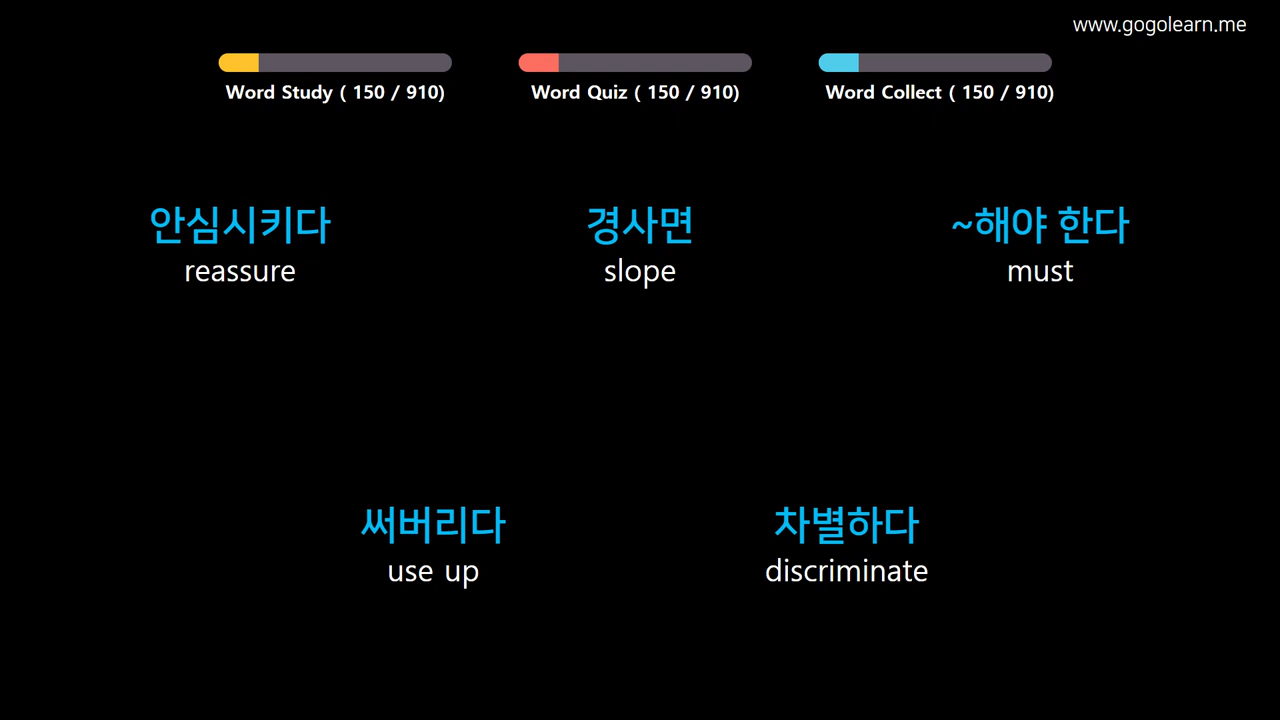 www.gogolearn.me
Word Study ( 150 / 910)
Word Quiz ( 150 / 910)
Word Collect ( 150 / 910)
안심시키다
reassure
경사면
slope
~해야 한다
must
써버리다
use up
차별하다
discriminate